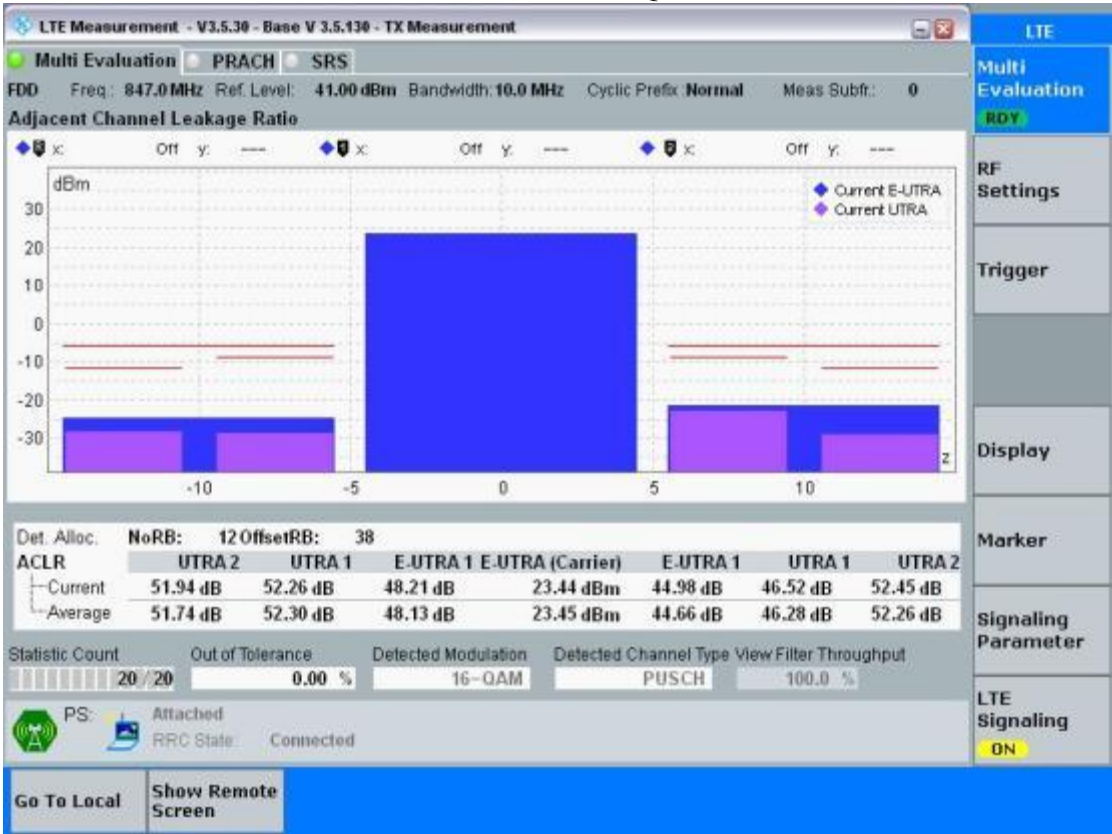 LTE Measurement - V3.5.30 - Base V 3.5.130 - TX Measurement
LTE
Multi Evaluation PRACH SRS
Multi
Evaluation
RDY
FDD Freq.: 847.0 MHz Ref. Level: 41.00 dBm Bandwidth: 10.0 MHz Cyclic Prefix: Normal Meas Subfr.: 0
Adjacent Channel Leakage Ratio
x: Off y: --- x: Off y: --- x: Off y: ---
dBm
Current E-UTRA
Current UTRA
30
20
10
0
-10
-20
-30
z
-10 -5 0 5 10
RF
Settings
Trigger
Display
Marker
Signaling
Parameter
LTE
Signaling
ON
Det. Alloc. NoRB: 12 OffsetRB: 38
ACLR UTRA 2 UTRA 1 E-UTRA 1 E-UTRA (Carrier) E-UTRA 1 UTRA 1 UTRA 2
Current 51.94 dB 52.26 dB 48.21 dB 23.44 dBm 44.98 dB 46.52 dB 52.45 dB
Average 51.74 dB 52.30 dB 48.13 dB 23.45 dBm 44.66 dB 46.28 dB 52.26 dB
Statistic Count Out of Tolerance Detected Modulation Detected Channel Type View Filter Throughput
20 / 20 0.00 % 16-QAM PUSCH 100.0 %
PS: Attached
RRC State: Connected
Go To Local
Show Remote
Screen